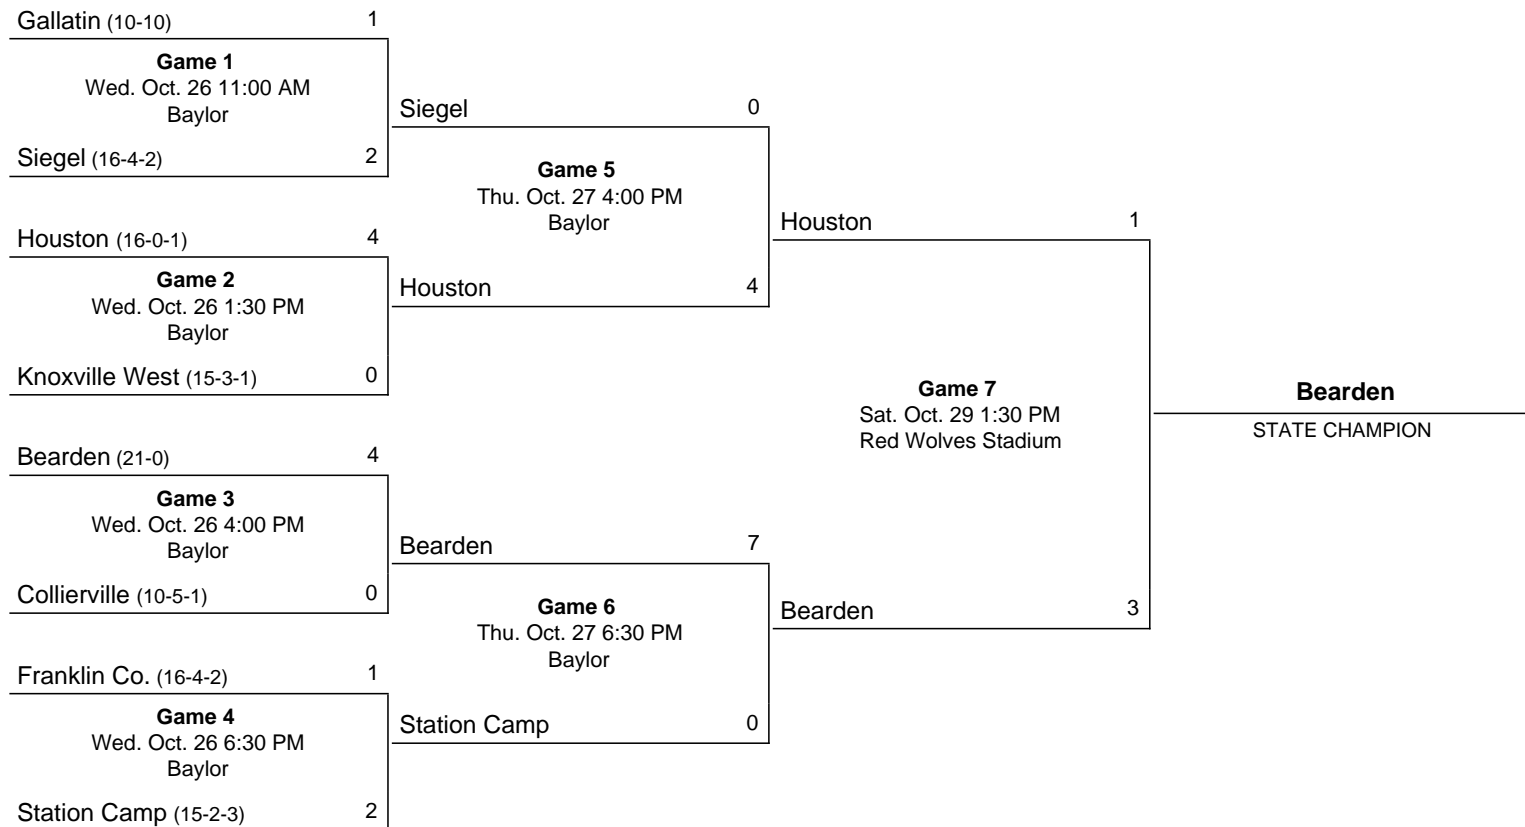 Gallatin (10-10) 1
Game 1
Wed. Oct. 26 11:00 AM
Baylor
Siegel (16-4-2) 2
Houston (16-0-1) 4
Game 2
Wed. Oct. 26 1:30 PM
Baylor
Knoxville West (15-3-1) 0
Bearden (21-0) 4
Game 3
Wed. Oct. 26 4:00 PM
Baylor
Collierville (10-5-1) 0
Franklin Co. (16-4-2) 1
Game 4
Wed. Oct. 26 6:30 PM
Baylor
Station Camp (15-2-3) 2
Siegel 0
Game 5
Thu. Oct. 27 4:00 PM
Baylor
Houston 4
Bearden 7
Game 6
Thu. Oct. 27 6:30 PM
Baylor
Station Camp 0
Houston 1
Game 7
Sat. Oct. 29 1:30 PM
Red Wolves Stadium
Bearden 3
Bearden
STATE CHAMPION